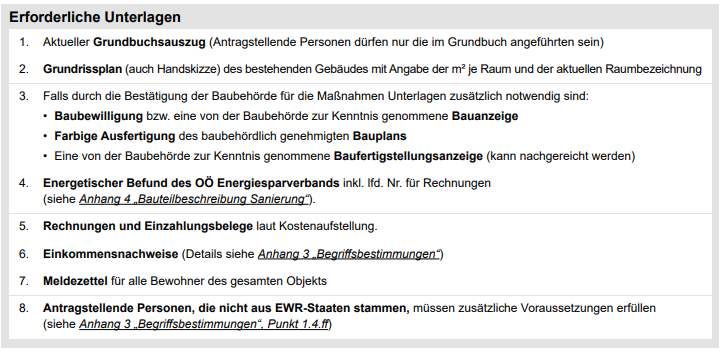 Erforderliche Unterlagen
1. Aktueller Grundbuchsauszug (Antragstellende Personen dürfen nur die im Grundbuch angeführten sein)
2. Grundrissplan (auch Handskizze) des bestehenden Gebäudes mit Angabe der m² je Raum und der aktuellen Raumbezeichnung
3. Falls durch die Bestätigung der Baubehörde für die Maßnahmen Unterlagen zusätzlich notwendig sind:
• Baubewilligung bzw. eine von der Baubehörde zur Kenntnis genommene Bauanzeige
• Farbige Ausfertigung des baubehördlich genehmigten Bauplans
• Eine von der Baubehörde zur Kenntnis genommene Baufertigstellungsanzeige (kann nachgereicht werden)
4. Energetischer Befund des OÖ Energiesparverbands inkl. lfd. Nr. für Rechnungen
(siehe Anhang 4 „Bauteilbeschreibung Sanierung“).
5. Rechnungen und Einzahlungsbelege laut Kostenaufstellung.
6. Einkommensnachweise (Details siehe Anhang 3 „Begriffsbestimmungen“)
7. Meldezettel für alle Bewohner des gesamten Objekts
8. Antragstellende Personen, die nicht aus EWR-Staaten stammen, müssen zusätzliche Voraussetzungen erfüllen
(siehe Anhang 3 „Begriffsbestimmungen“, Punkt 1.4.ff)